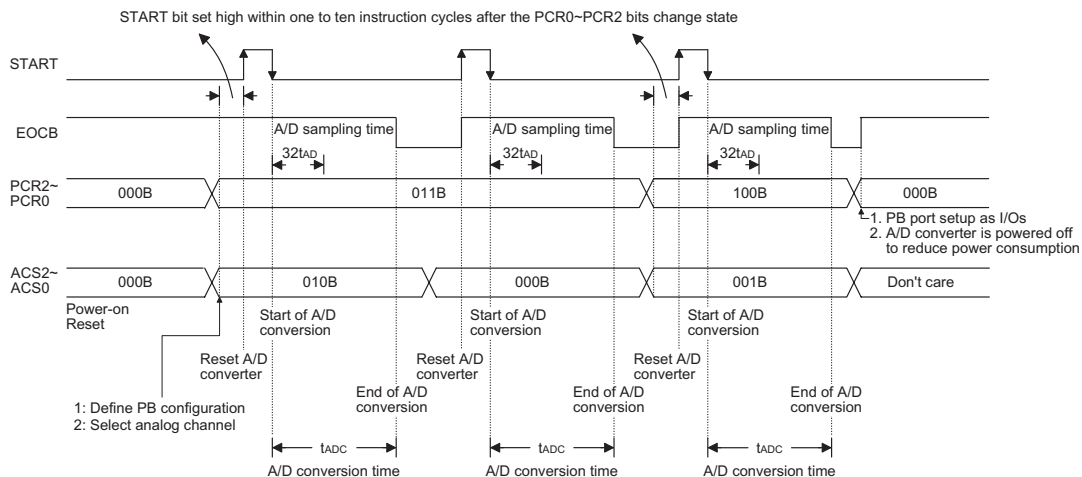 START bit set high within one to ten instruction cycles after the PCR0~PCR2 bits change state
START
EOCB
A/D sampling time
A/D sampling time
A/D sampling time
32tAD
32tAD
32tAD
PCR2~
PCR0
000B
011B
100B
000B
1. PB port setup as I/Os
2. A/D converter is powered off
to reduce power consumption
ACS2~
ACS0
000B
010B
000B
001B
Don't care
Power-on
Reset
Start of A/D
conversion
Start of A/D
conversion
Start of A/D
conversion
Reset A/D
converter
Reset A/D
converter
Reset A/D
converter
1: Define PB configuration
2: Select analog channel
End of A/D
conversion
End of A/D
conversion
End of A/D
conversion
tADC
tADC
tADC
A/D conversion time
A/D conversion time
A/D conversion time